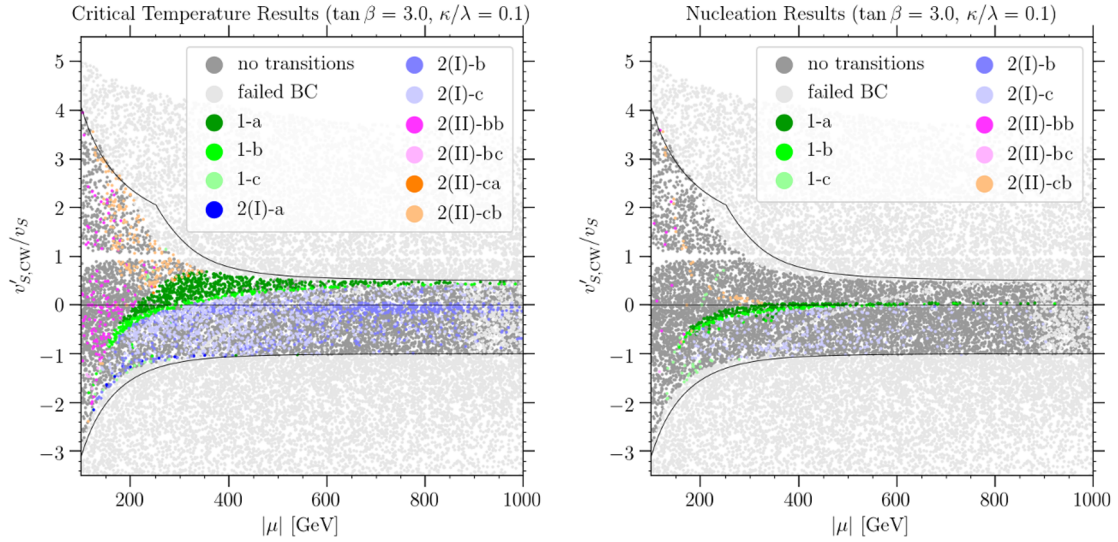 Critical Temperature Results (tan β = 3.0, κ/λ = 0.1)
5
4
3
2
1
0
−1
−2
−3
v′S,CW/vS
no transitions
failed BC
1-a
1-b
1-c
2(I)-a
2(I)-b
2(I)-c
2(II)-bb
2(II)-bc
2(II)-ca
2(II)-cb
200
400
600
800
1000
|μ| [GeV]
Nucleation Results (tan β = 3.0, κ/λ = 0.1)
5
4
3
2
1
0
−1
−2
−3
v′S,CW/vS
no transitions
failed BC
1-a
1-b
1-c
2(I)-b
2(I)-c
2(II)-bb
2(II)-bc
2(II)-cb
200
400
600
800
1000
|μ| [GeV]